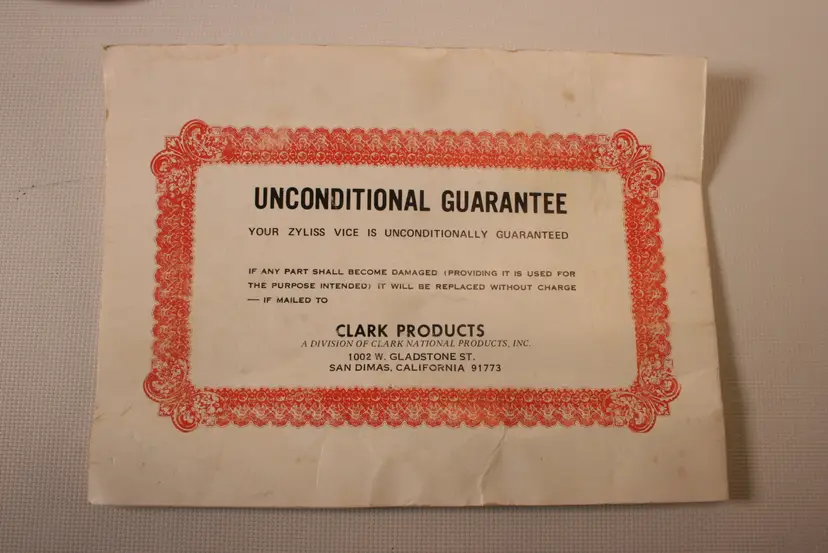 UNCONDITIONAL GUARANTEE
YOUR ZYLISS VICE IS UNCONDITIONALLY GUARANTEED
IF ANY PART SHALL BECOME DAMAGED (PROVIDING IT IS USED FOR
THE PURPOSE INTENDED) IT WILL BE REPLACED WITHOUT CHARGE
— IF MAILED TO
CLARK PRODUCTS
A DIVISION OF CLARK NATIONAL PRODUCTS, INC.
1002 W. GLADSTONE ST.
SAN DIMAS, CALIFORNIA 91773